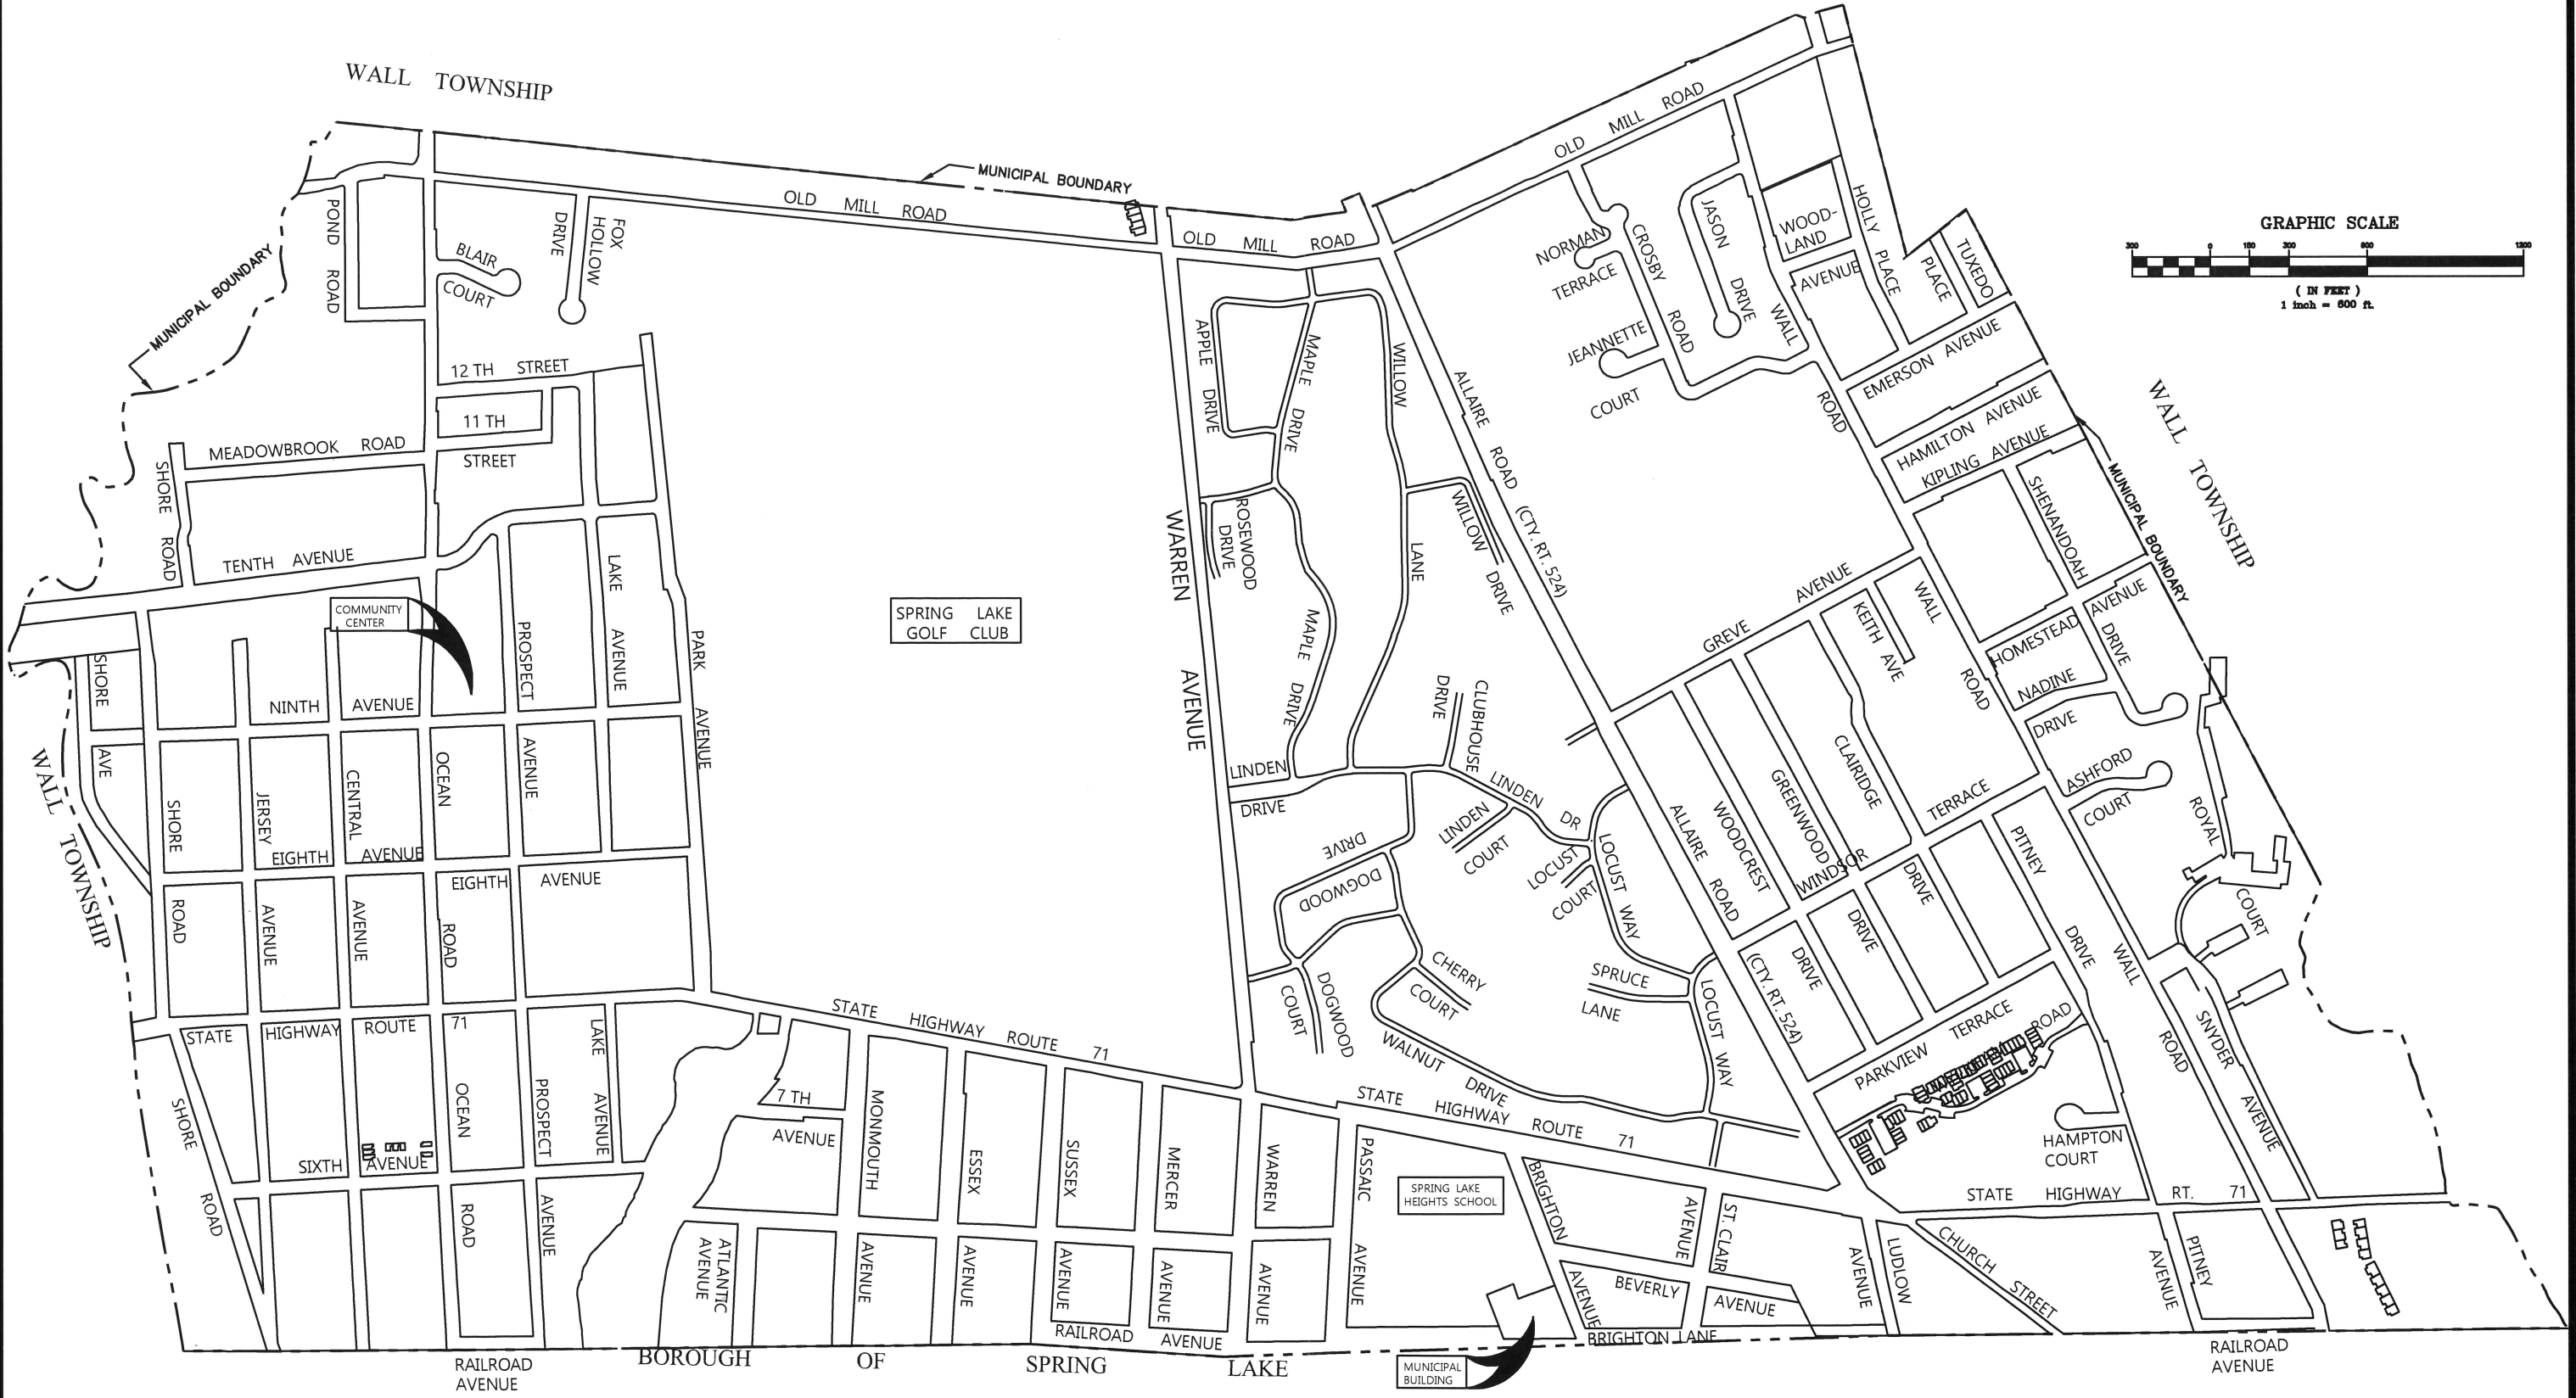 WALL TOWNSHIP
MUNICIPAL BOUNDARY
OLD MILL ROAD
OLD MILL ROAD
OLD MILL ROAD
GRAPHIC SCALE
300 0 150 300 600 1200
( IN FEET )
1 inch = 600 ft.
MUNICIPAL BOUNDARY
POND ROAD
BLAIR
COURT
FOX
HOLLOW
DRIVE
12 TH STREET
11 TH
STREET
MEADOWBROOK ROAD
SHORE ROAD
TENTH AVENUE
COMMUNITY
CENTER
SPRING LAKE
GOLF CLUB
LAKE AVENUE
PROSPECT
AVENUE
PARK AVENUE
NINTH AVENUE
SHORE
AVE
WALL TOWNSHIP
SHORE
ROAD
JERSEY
AVENUE
CENTRAL
AVENUE
OCEAN
ROAD
EIGHTH AVENUE
EIGHTH AVENUE
STATE HIGHWAY ROUTE 71
STATE HIGHWAY ROUTE 71
SHORE
ROAD
OCEAN
ROAD
PROSPECT
AVENUE
LAKE
AVENUE
SIXTH AVENUE
7 TH
AVENUE
ATLANTIC
AVENUE
MONMOUTH
AVENUE
ESSEX
AVENUE
SUSSEX
AVENUE
MERCER
AVENUE
WARREN
AVENUE
PASSAIC
AVENUE
RAILROAD AVENUE
RAILROAD
AVENUE
BOROUGH OF SPRING LAKE
WARREN
AVENUE
APPLE DRIVE
MAPLE DRIVE
WILLOW
LANE
WILLOW DRIVE
ROSEWOOD
DRIVE
MAPLE DRIVE
ALLAIRE ROAD (CTY. RT. 524)
NORMAN
TERRACE
CROSBY
ROAD
JEANNETTE
COURT
JASON
DRIVE
WOOD-
LAND
AVENUE
HOLLY
PLACE
TUXEDO
PLACE
WALL
ROAD
EMERSON AVENUE
HAMILTON AVENUE
KIPLING AVENUE
WALL TOWNSHIP
MUNICIPAL BOUNDARY
SHENANDOAH
DRIVE
GREVE AVENUE
KEITH AVE
WALL
ROAD
HOMESTEAD AVENUE
NADINE
DRIVE
ASHFORD
COURT
ROYAL
COURT
CLUBHOUSE
DRIVE
LINDEN
DRIVE
LINDEN DR
LINDEN
COURT
LOCUST
COURT
LOCUST WAY
DRIVE
DOGWOOD
DOGWOOD
COURT
CHERRY
COURT
SPRUCE
LANE
LOCUST WAY
WALNUT DRIVE
ALLAIRE
ROAD
(CTY. RT. 524)
WOODCREST
DRIVE
GREENWOOD
DRIVE
CLAIRIDGE
DRIVE
WINDSOR
TERRACE
PITNEY
DRIVE
WALL
ROAD
SNYDER
AVENUE
PARKVIEW TERRACE
ROAD
HAMPTON
COURT
STATE HIGHWAY ROUTE 71
STATE HIGHWAY RT. 71
SPRING LAKE
HEIGHTS SCHOOL
BRIGHTON
AVENUE
ST. CLAIR
AVENUE
BEVERLY
AVENUE
BRIGHTON LANE
LUDLOW
AVENUE
CHURCH
STREET
PITNEY
AVENUE
MUNICIPAL
BUILDING
RAILROAD
AVENUE